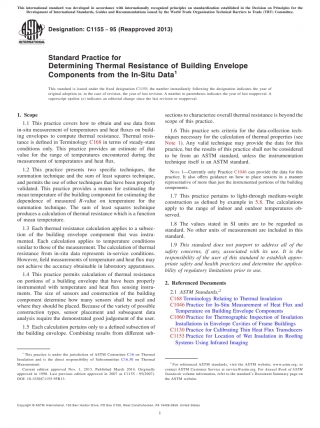 This international standard was developed in accordance with internationally recognized principles on standardization established in the Decision on Principles for the
Development of International Standards, Guides and Recommendations issued by the World Trade Organization Technical Barriers to Trade (TBT) Committee.
Designation: C1155 − 95 (Reapproved 2013)
Standard Practice for
Determining Thermal Resistance of Building Envelope
Components from the In-Situ Data1
This standard is issued under the fixed designation C1155; the number immediately following the designation indicates the year of
original adoption or, in the case of revision, the year of last revision. A number in parentheses indicates the year of last reapproval. A
superscript epsilon (ε) indicates an editorial change since the last revision or reapproval.
1. Scope
1.1 This practice covers how to obtain and use data from
in-situ measurement of temperatures and heat fluxes on build-
ing envelopes to compute thermal resistance. Thermal resis-
tance is defined in Terminology C168 in terms of steady-state
conditions only. This practice provides an estimate of that
value for the range of temperatures encountered during the
measurement of temperatures and heat flux.
1.2 This practice presents two specific techniques, the
summation technique and the sum of least squares technique,
and permits the use of other techniques that have been properly
validated. This practice provides a means for estimating the
mean temperature of the building component for estimating the
dependence of measured R-value on temperature for the
summation technique. The sum of least squares technique
produces a calculation of thermal resistance which is a function
of mean temperature.
1.3 Each thermal resistance calculation applies to a subsec-
tion of the building envelope component that was instru-
mented. Each calculation applies to temperature conditions
similar to those of the measurement. The calculation of thermal
resistance from in-situ data represents in-service conditions.
However, field measurements of temperature and heat flux may
not achieve the accuracy obtainable in laboratory apparatuses.
1.4 This practice permits calculation of thermal resistance
on portions of a building envelope that have been properly
instrumented with temperature and heat flux sensing instru-
ments. The size of sensors and construction of the building
component determine how many sensors shall be used and
where they should be placed. Because of the variety of possible
construction types, sensor placement and subsequent data
analysis require the demonstrated good judgement of the user.
1.5 Each calculation pertains only to a defined subsection of
the building envelope. Combining results from different sub-
sections to characterize overall thermal resistance is beyond the
scope of this practice.
1.6 This practice sets criteria for the data-collection tech-
niques necessary for the calculation of thermal properties (see
Note 1). Any valid technique may provide the data for this
practice, but the results of this practice shall not be considered
to be from an ASTM standard, unless the instrumentation
technique itself is an ASTM standard.
NOTE 1—Currently only Practice C1046 can provide the data for this
practice. It also offers guidance on how to place sensors in a manner
representative of more than just the instrumented portions of the building
components.
1.7 This practice pertains to light-through medium-weight
construction as defined by example in 5.8. The calculations
apply to the range of indoor and outdoor temperatures ob-
served.
1.8 The values stated in SI units are to be regarded as
standard. No other units of measurement are included in this
standard.
1.9 This standard does not purport to address all of the
safety concerns, if any, associated with its use. It is the
responsibility of the user of this standard to establish appro-
priate safety and health practices and determine the applica-
bility of regulatory limitations prior to use.
2. Referenced Documents
2.1 ASTM Standards:2
C168 Terminology Relating to Thermal Insulation
C1046 Practice for In-Situ Measurement of Heat Flux and
Temperature on Building Envelope Components
C1060 Practice for Thermographic Inspection of Insulation
Installations in Envelope Cavities of Frame Buildings
C1130 Practice for Calibrating Thin Heat Flux Transducers
C1153 Practice for Location of Wet Insulation in Roofing
Systems Using Infrared Imaging
1 This practice is under the jurisdiction of ASTM Committee C16 on Thermal
Insulation and is the direct responsibility of Subcommittee C16.30 on Thermal
Measurement.
Current edition approved Nov. 1, 2013. Published March 2014. Originally
approved in 1990. Last previous edition approved in 2007 as C1155 – 95(2007).
DOI: 10.1520/C1155-95R13.
2 For referenced ASTM standards, visit the ASTM website, www.astm.org, or
contact ASTM Customer Service at service@astm.org. For Annual Book of ASTM
Standards volume information, refer to the standard's Document Summary page on
the ASTM website.
Copyright © ASTM International, 100 Barr Harbor Drive, PO Box C700, West Conshohocken, PA 19428-2959. United States
1